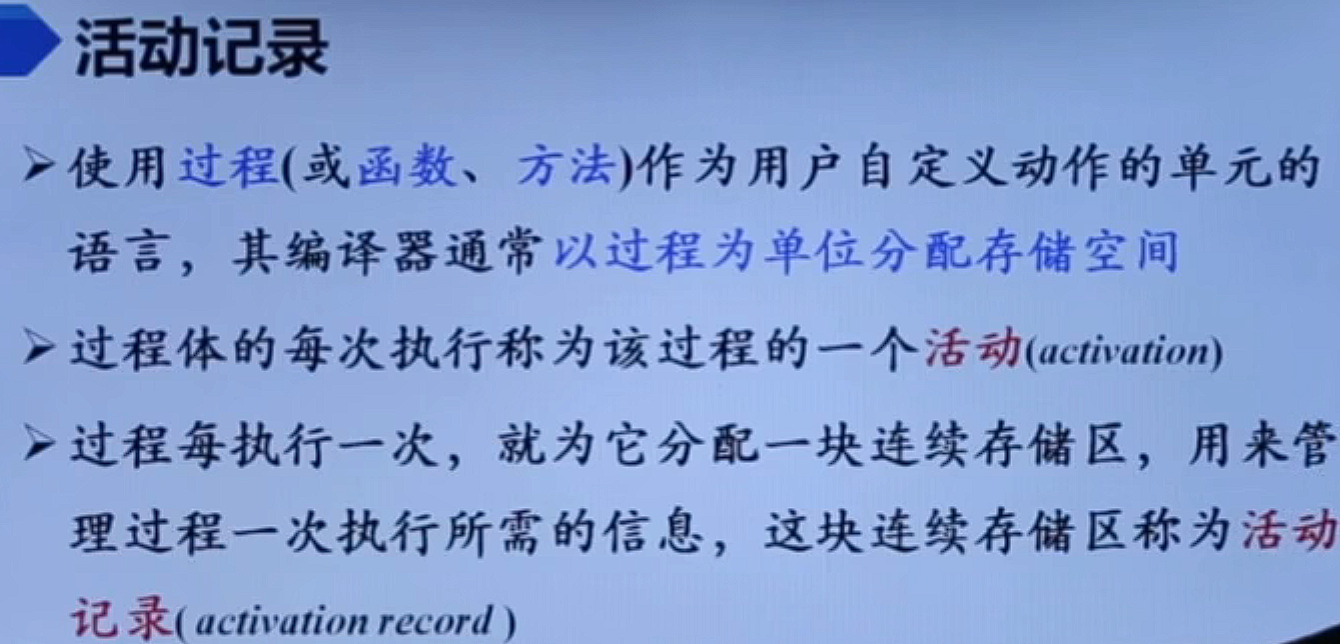 活动记录
➢使用过程(或函数、方法)作为用户自定义动作的单元的
语言，其编译器通常以过程为单位分配存储空间
➢过程体的每次执行称为该过程的一个活动(activation)
➢过程每执行一次，就为它分配一块连续存储区，用来管
理过程一次执行所需的信息，这块连续存储区称为活动
记录( activation record )